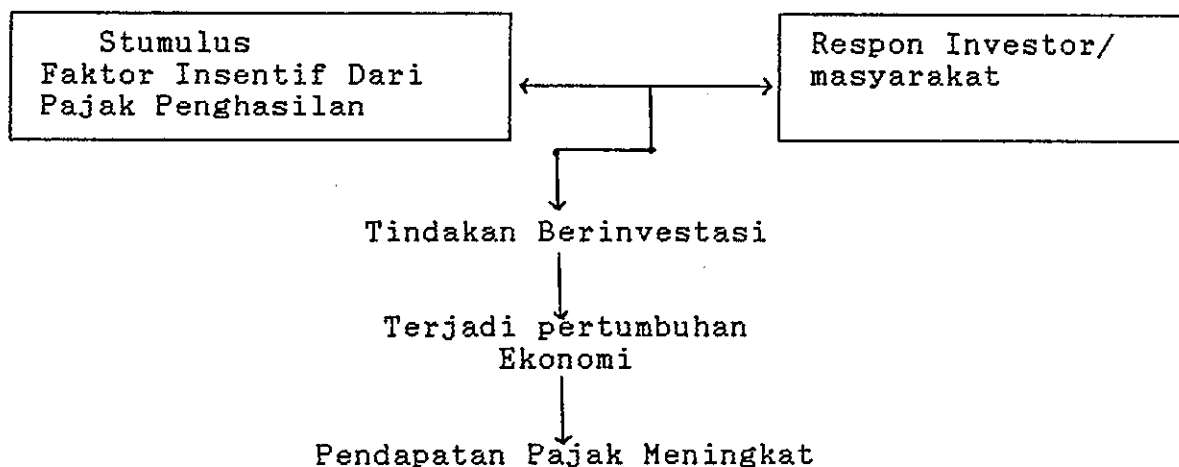 Stumulus
Faktor Insentif Dari
Pajak Penghasilan
Respon Investor/
masyarakat
Tindakan Berinvestasi
Terjadi pertumbuhan
Ekonomi
Pendapatan Pajak Meningkat